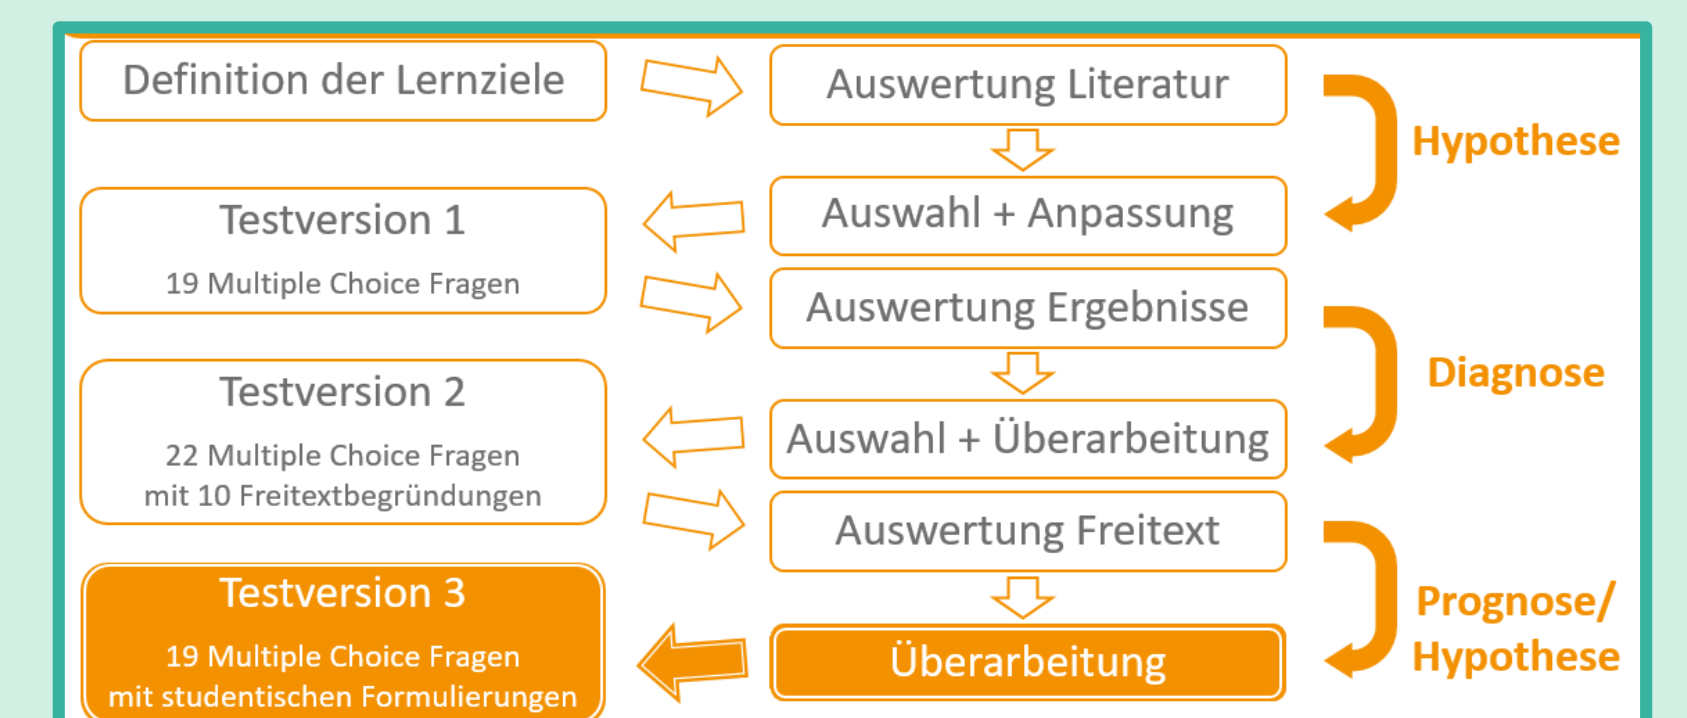 Definition der Lernziele
Auswertung Literatur
Hypothese
Auswahl + Anpassung
Testversion 1
19 Multiple Choice Fragen
Auswertung Ergebnisse
Diagnose
Testversion 2
22 Multiple Choice Fragen
mit 10 Freitextbegründungen
Auswahl + Überarbeitung
Auswertung Freitext
Prognose/
Hypothese
Testversion 3
19 Multiple Choice Fragen
mit studentischen Formulierungen
Überarbeitung